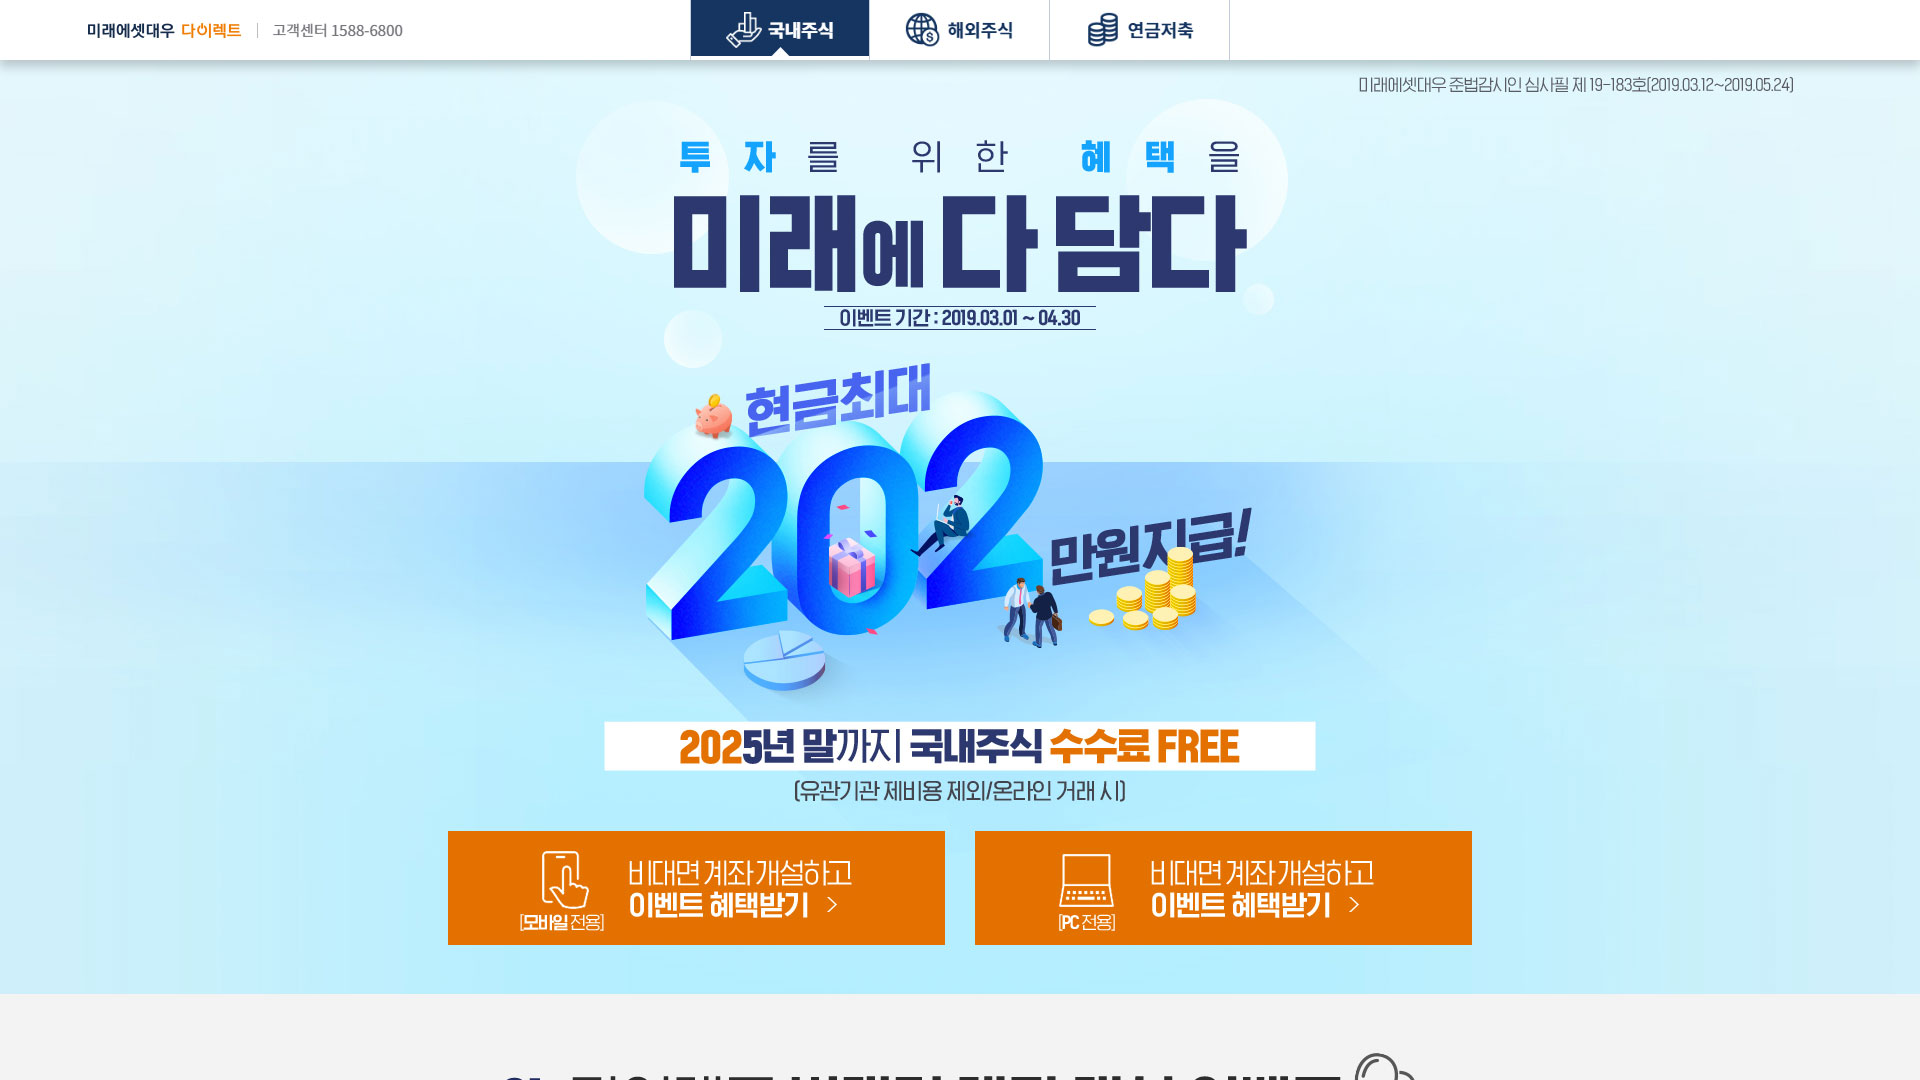 미래에셋대우 다이렉트 고객센터 1588-6800
국내주식 해외주식 연금저축
미래에셋대우 준법감시인 심사필 제 19-183호(2019.03.12~2019.05.24)
투자를 위한 혜택을
미래에 다 담다
이벤트 기간 : 2019.03.01 ~ 04.30
현금최대
202
만원지급!
2025년 말까지 국내주식 수수료 FREE
(유관기관 제비용 제외/온라인 거래 시)
비대면 계좌 개설하고
이벤트 혜택받기 >
[모바일 전용]
비대면 계좌 개설하고
이벤트 혜택받기 >
[PC 전용]